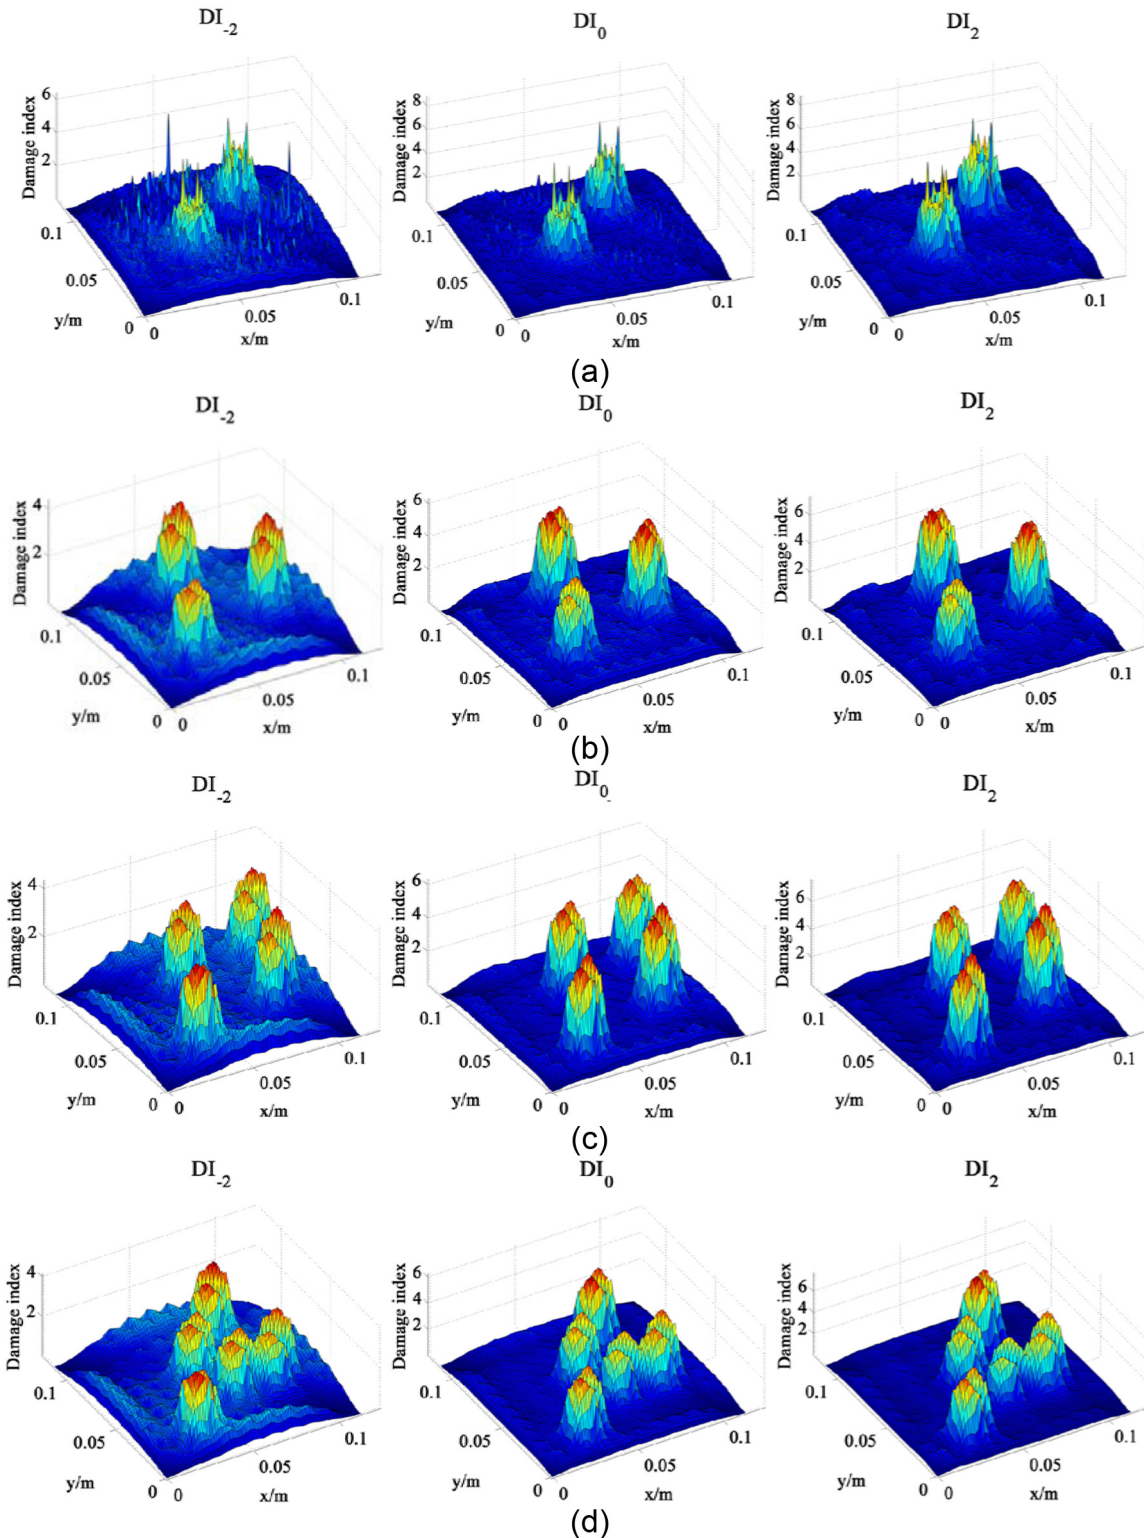 DI-2 DI0 DI2
Damage index 6 4 2 0.1 0.05 0 y/m 0 0.05 0.1 x/m
Damage index 8 6 4 2 0.1 0.05 0 y/m 0 0.05 0.1 x/m
Damage index 8 6 4 2 0.1 0.05 0 y/m 0 0.05 0.1 x/m
(a)
DI-2 DI0 DI2
Damage index 4 2 0.1 0.05 0 y/m 0 0.05 0.1 x/m
Damage index 6 4 2 0.1 0.05 0 y/m 0 0.05 0.1 x/m
Damage index 6 4 2 0.1 0.05 0 y/m 0 0.05 0.1 x/m
(b)
DI-2 DI0 DI2
Damage index 4 2 0.1 0.05 0 y/m 0 0.05 0.1 x/m
Damage index 6 4 2 0.1 0.05 0 y/m 0 0.05 0.1 x/m
Damage index 6 4 2 0.1 0.05 0 y/m 0 0.05 0.1 x/m
(c)
DI-2 DI0 DI2
Damage index 4 2 0.1 0.05 0 y/m 0 0.05 0.1 x/m
Damage index 6 4 2 0.1 0.05 0 y/m 0 0.05 0.1 x/m
Damage index 6 4 2 0.1 0.05 0 y/m 0 0.05 0.1 x/m
(d)